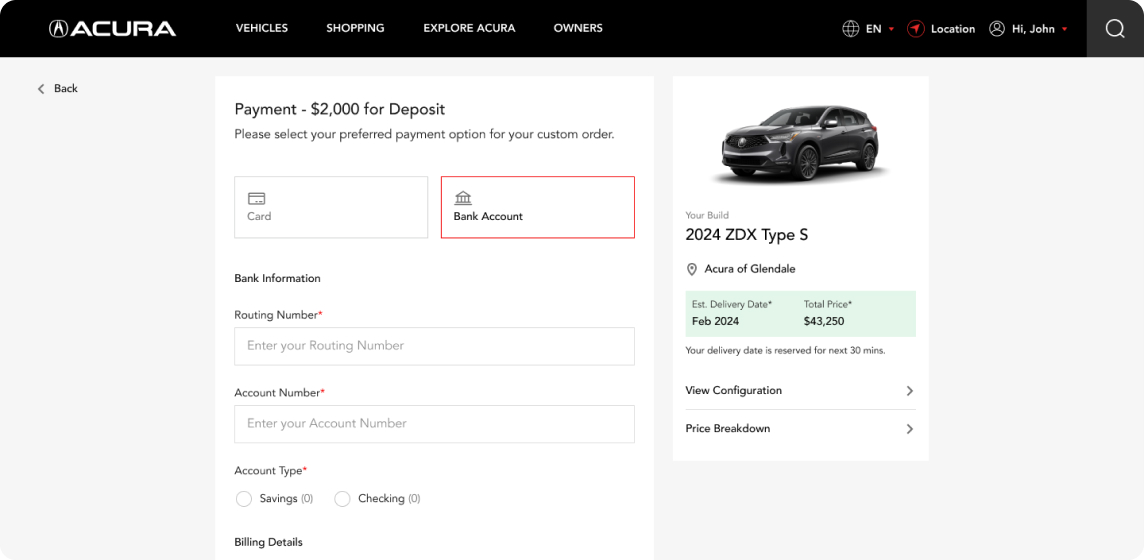 ACURA
VEHICLES SHOPPING EXPLORE ACURA OWNERS
EN Location Hi, John
Back
Payment - $2,000 for Deposit
Please select your preferred payment option for your custom order.
Card
Bank Account
Bank Information
Routing Number*
Enter your Routing Number
Account Number*
Enter your Account Number
Account Type*
Savings (0) Checking (0)
Billing Details
Your Build
2024 ZDX Type S
Acura of Glendale
Est. Delivery Date* Total Price*
Feb 2024 $43,250
Your delivery date is reserved for next 30 mins.
View Configuration
Price Breakdown